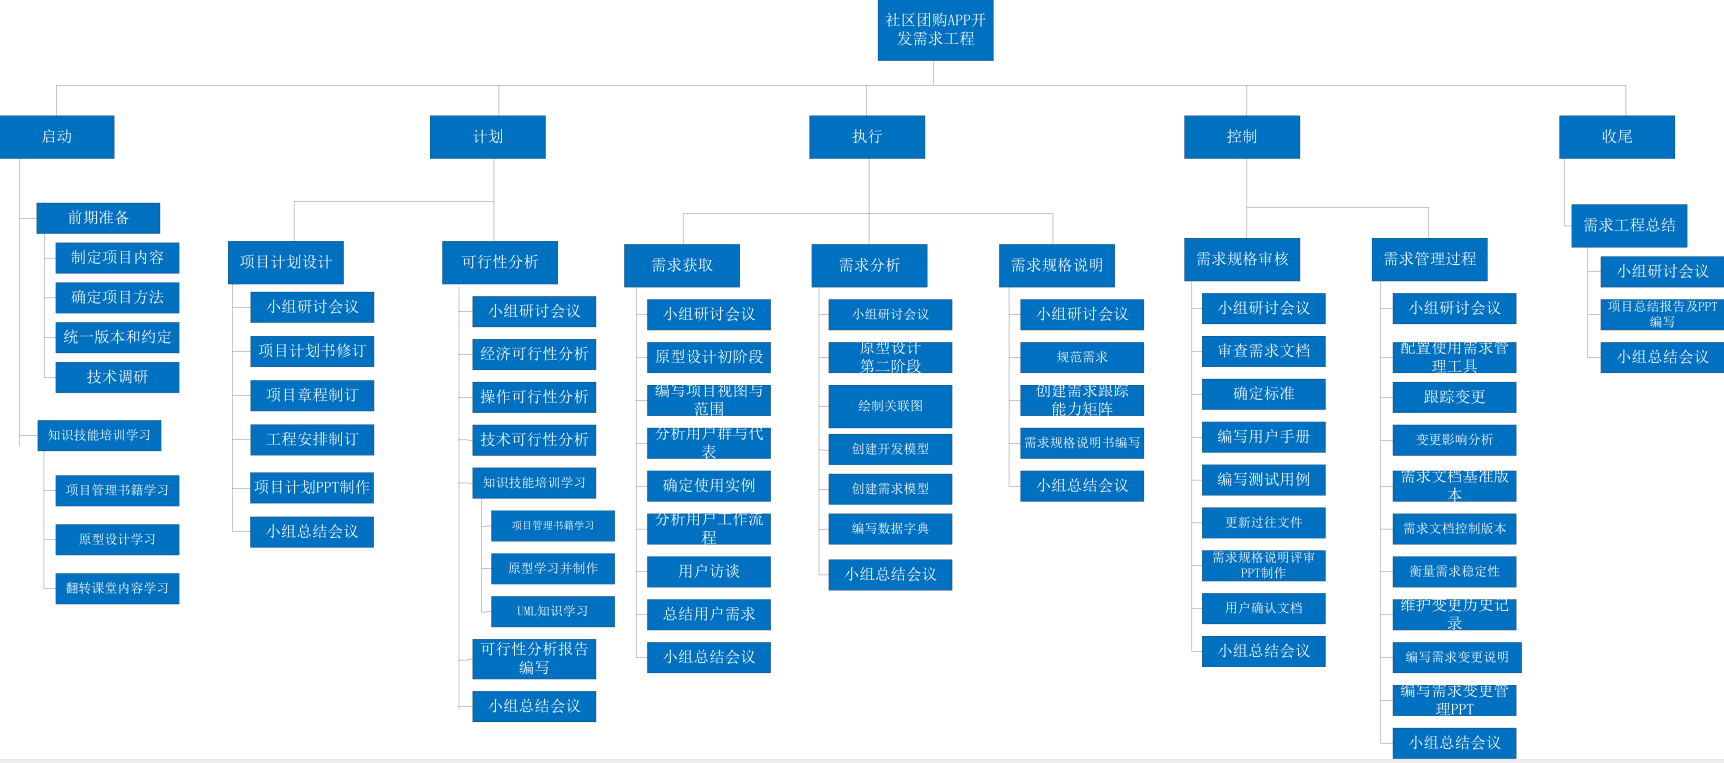 社区团购APP开
发需求工程
启动
计划
执行
控制
收尾
前期准备
制定项目内容
确定项目方法
统一版本和约定
技术调研
知识技能培训学习
项目管理书籍学习
原型设计学习
翻转课堂内容学习
项目计划设计
小组研讨会议
项目计划书修订
项目章程制订
工程安排制订
项目计划PPT制作
小组总结会议
可行性分析
小组研讨会议
经济可行性分析
操作可行性分析
技术可行性分析
知识技能培训学习
项目管理书籍学习
原型学习并制作
UML知识学习
可行性分析报告
编写
小组总结会议
需求获取
小组研讨会议
原型设计初阶段
编写项目视图与
范围
分析用户群与代
表
确定使用实例
分析用户工作流
程
用户访谈
总结用户需求
小组总结会议
需求分析
小组研讨会议
原型设计
第二阶段
绘制关联图
创建开发模型
创建需求模型
编写数据字典
小组总结会议
需求规格说明
小组研讨会议
规范需求
创建需求跟踪
能力矩阵
需求规格说明书编写
小组总结会议
需求规格审核
小组研讨会议
审查需求文档
确定标准
编写用户手册
编写测试用例
更新过往文件
需求规格说明评审
PPT制作
用户确认文档
小组总结会议
需求管理过程
小组研讨会议
配置使用需求管
理工具
跟踪变更
变更影响分析
需求文档基准版
本
需求文档控制版本
衡量需求稳定性
维护变更历史记
录
编写需求变更说明
编写需求变更管
理PPT
小组总结会议
需求工程总结
小组研讨会议
项目总结报告及PPT
编写
小组总结会议